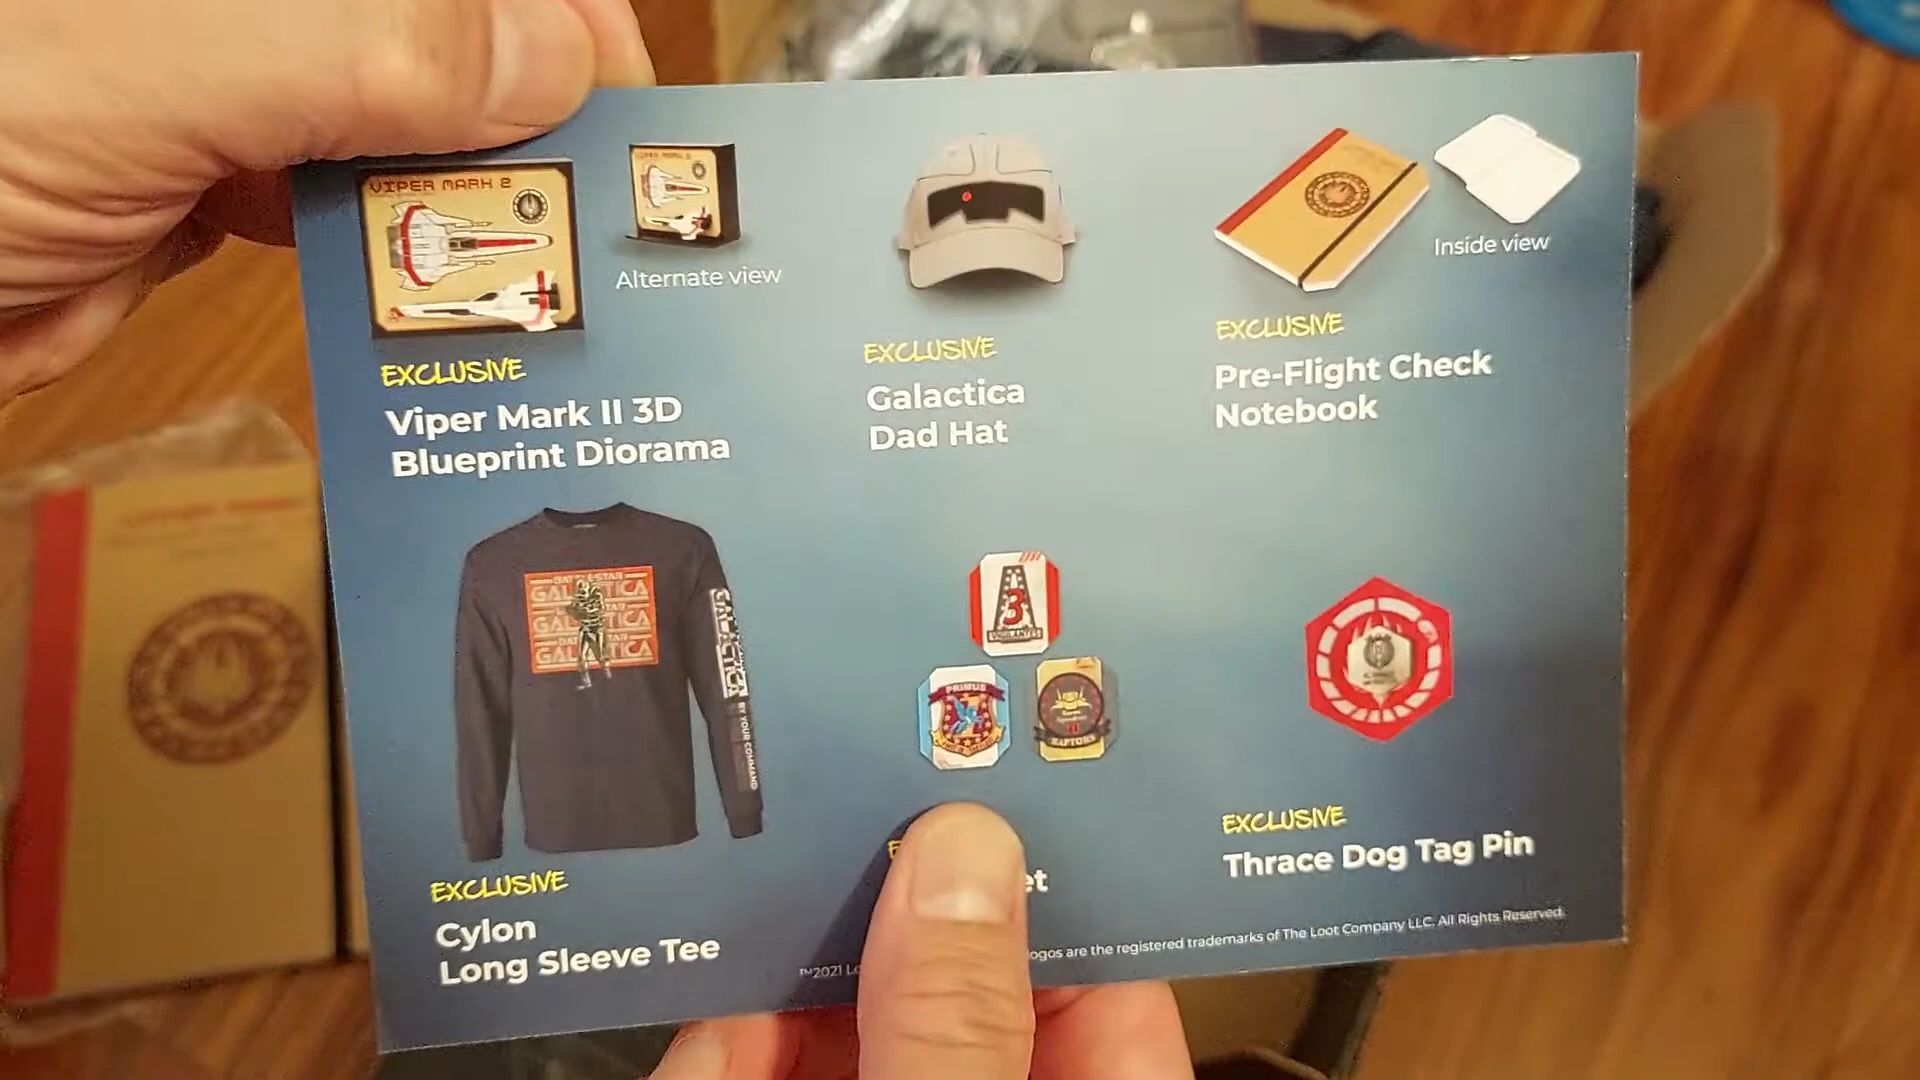 VIPER MARK 2
Alternate view
Inside view
EXCLUSIVE
Viper Mark II 3D
Blueprint Diorama
EXCLUSIVE
Galactica
Dad Hat
EXCLUSIVE
Pre-Flight Check
Notebook
BATTLESTAR
GALACTICA
GALACTICA
GALACTICA
GALACTICA
BY YOUR COMMAND
3
VIGILANTES
PRIMUS
RAPTORS
EXCLUSIVE
Cylon
Long Sleeve Tee
EXCLUSIVE
Thrace Dog Tag Pin
™2021 logos are the registered trademarks of The Loot Company LLC. All Rights Reserved.